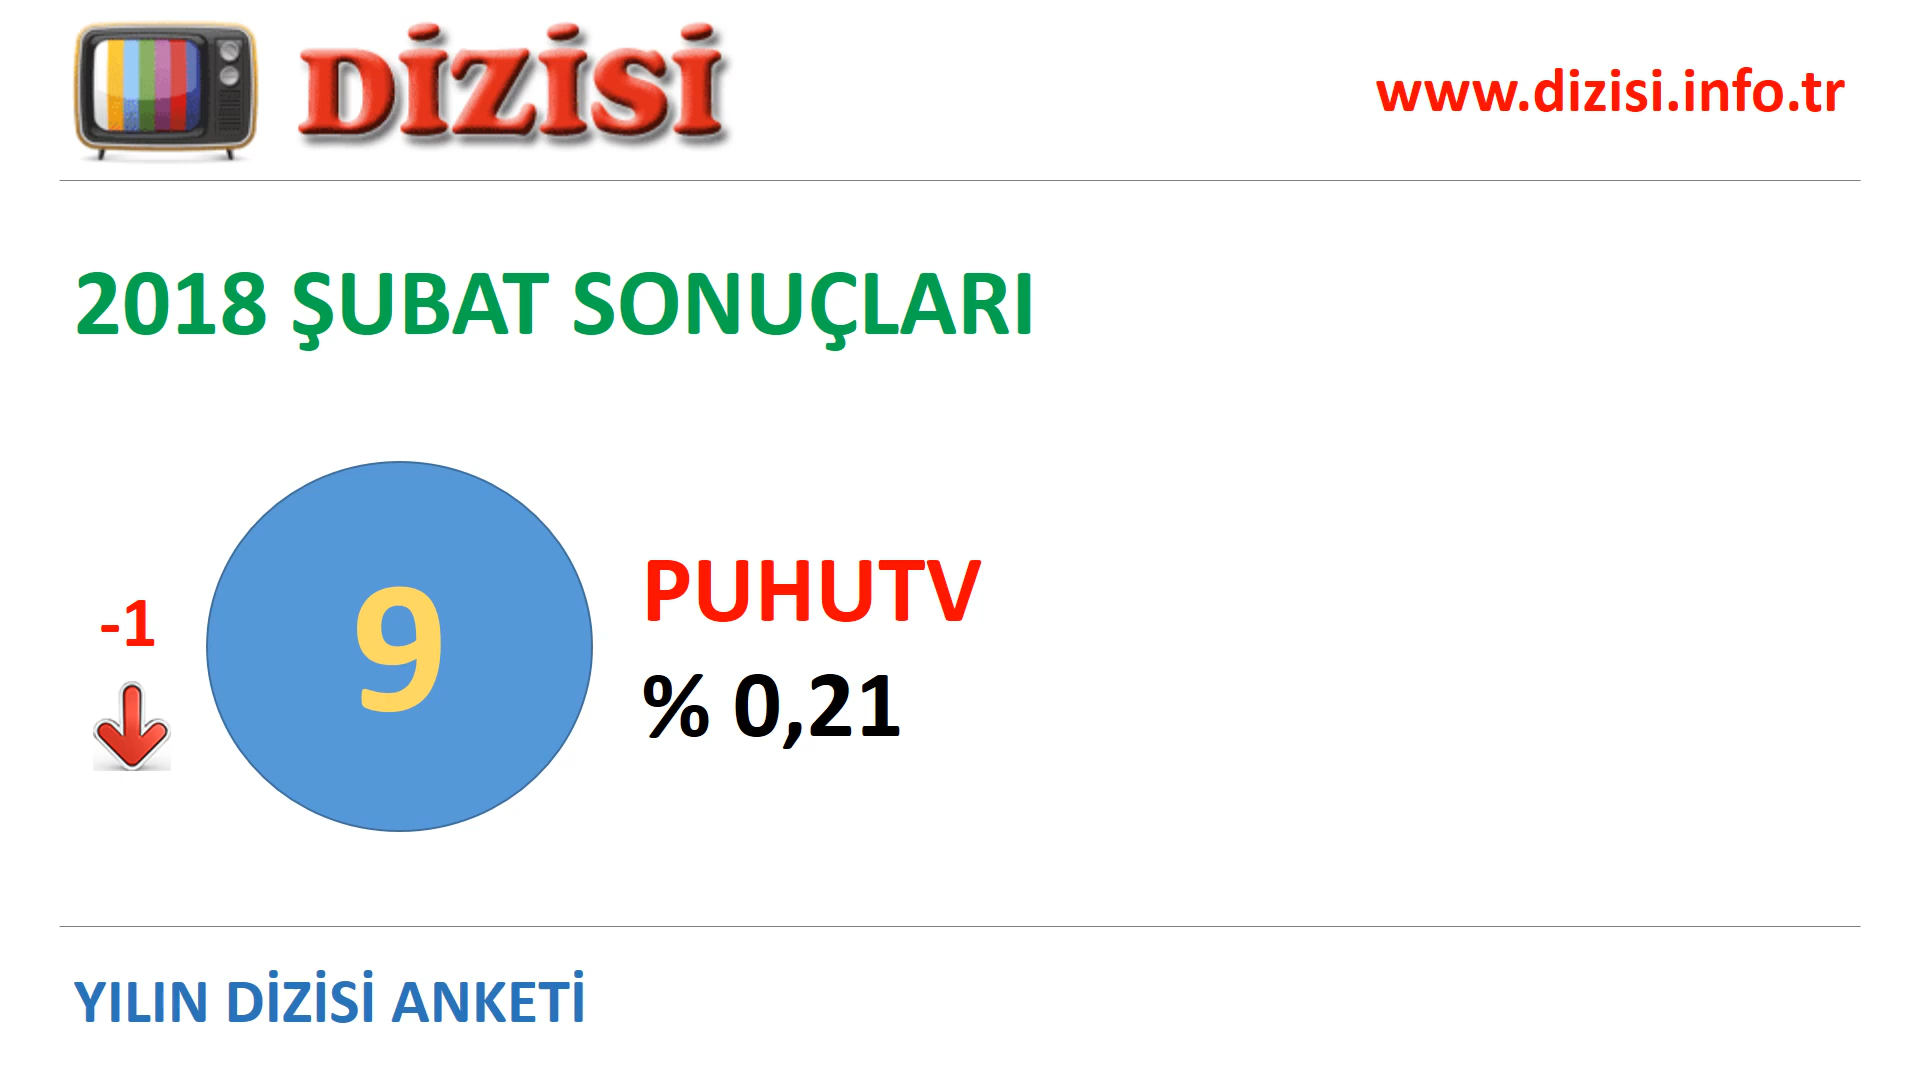 DİZİSİ
www.dizisi.info.tr
2018 ŞUBAT SONUÇLARI
-1
9
PUHUTV
% 0,21
YILIN DİZİSİ ANKETİ